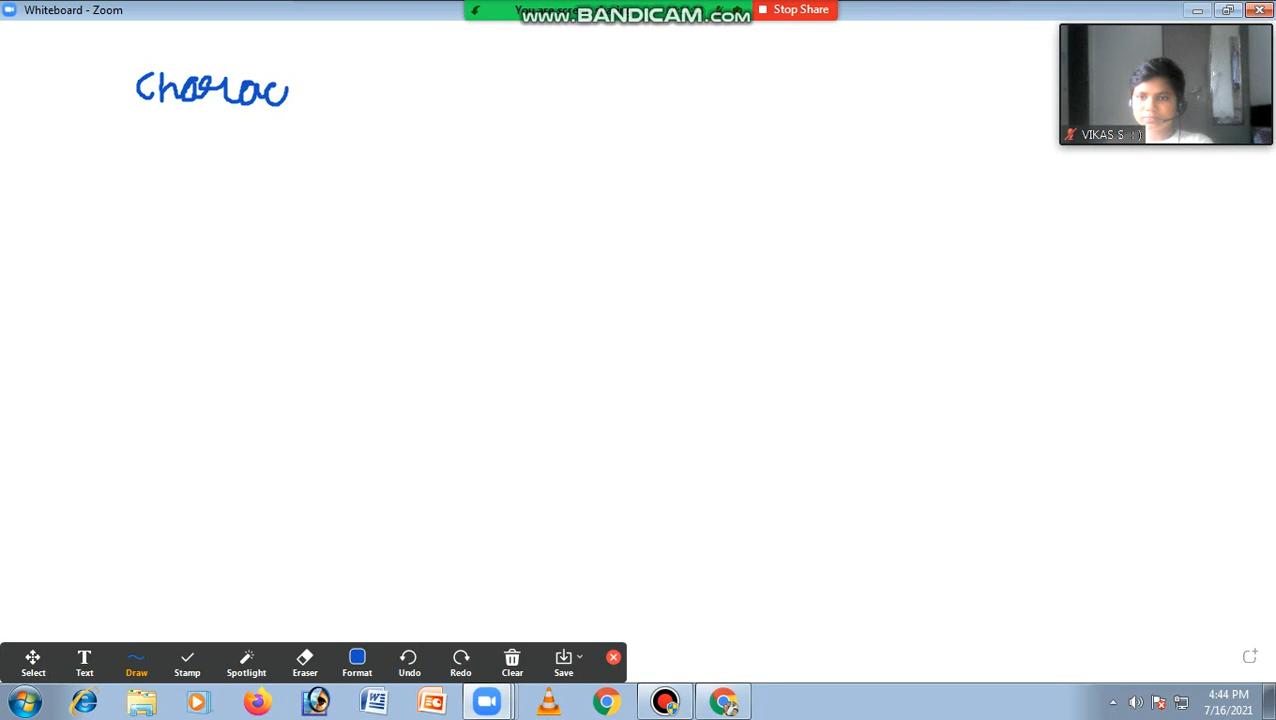 Whiteboard - Zoom
www.BANDICAM.com
Stop Share
Charac
VIKAS S :)
Select
Text
Draw
Stamp
Spotlight
Eraser
Format
Undo
Redo
Clear
Save
4:44 PM
7/16/2021